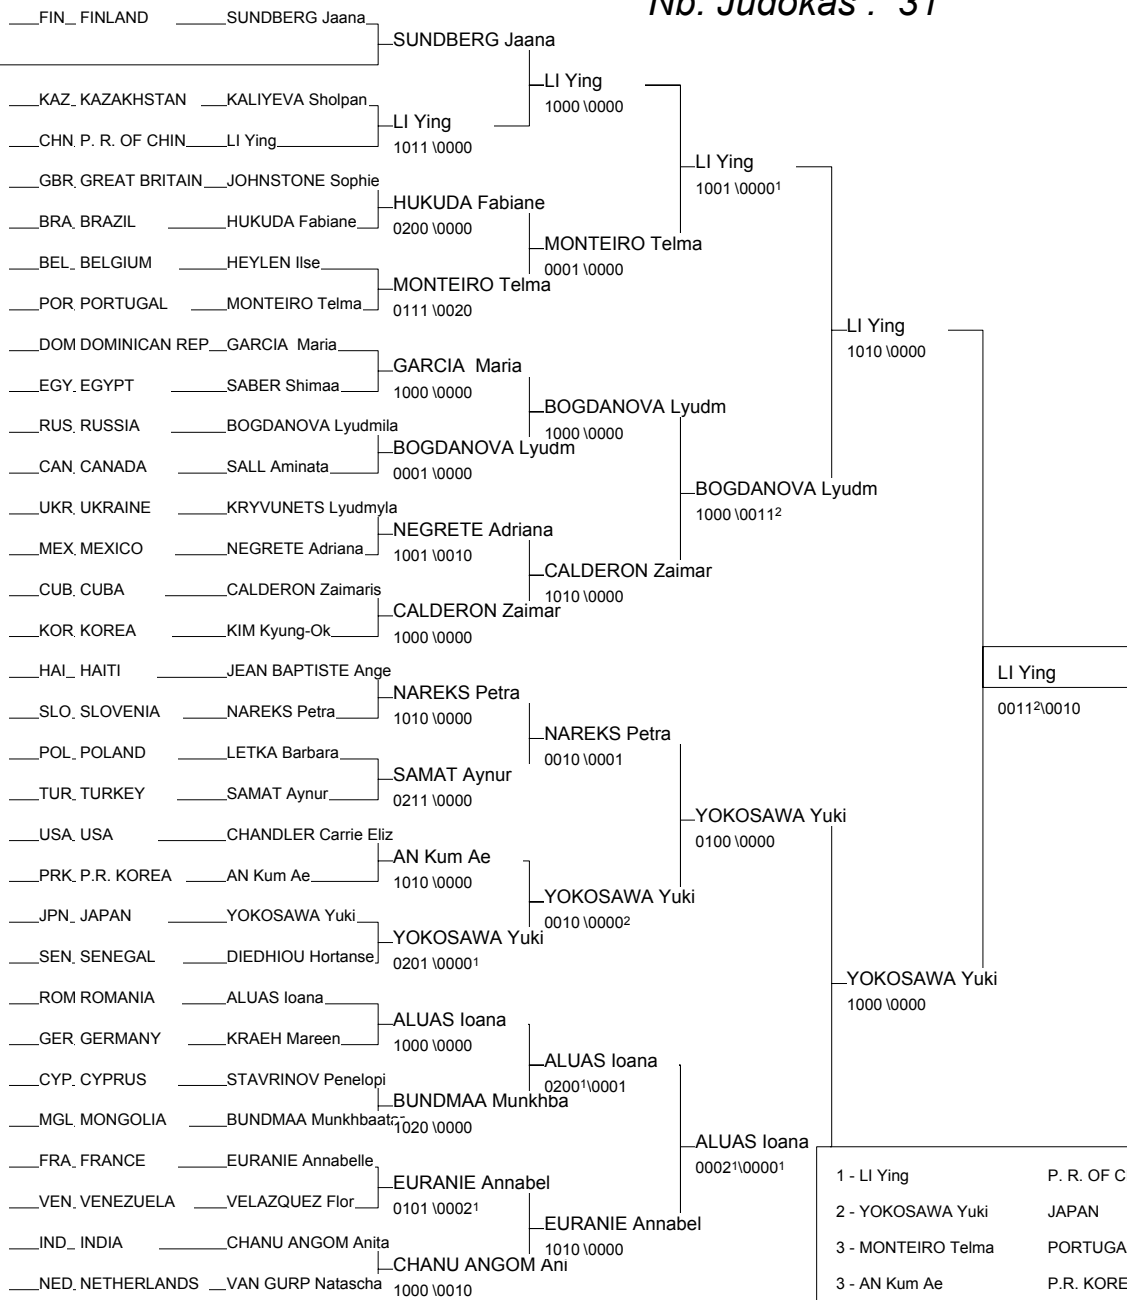 Nb. Judokas : 31
FIN FINLAND SUNDBERG Jaana
SUNDBERG Jaana
LI Ying
1000 \0000
KAZ KAZAKHSTAN KALIYEVA Sholpan
LI Ying
1011 \0000
CHN P. R. OF CHIN LI Ying
LI Ying
1001 \0000¹
GBR GREAT BRITAIN JOHNSTONE Sophie
HUKUDA Fabiane
0200 \0000
BRA BRAZIL HUKUDA Fabiane
MONTEIRO Telma
0001 \0000
BEL BELGIUM HEYLEN Ilse
MONTEIRO Telma
0111 \0020
POR PORTUGAL MONTEIRO Telma
LI Ying
1010 \0000
DOM DOMINICAN REP GARCIA Maria
GARCIA Maria
1000 \0000
EGY EGYPT SABER Shimaa
BOGDANOVA Lyudm
1000 \0000
RUS RUSSIA BOGDANOVA Lyudmila
BOGDANOVA Lyudm
0001 \0000
CAN CANADA SALL Aminata
BOGDANOVA Lyudm
1000 \0011²
UKR UKRAINE KRYVUNETS Lyudmyla
NEGRETE Adriana
1001 \0010
MEX MEXICO NEGRETE Adriana
CALDERON Zaimar
1010 \0000
CUB CUBA CALDERON Zaimaris
CALDERON Zaimar
1000 \0000
KOR KOREA KIM Kyung-Ok
LI Ying
0011²\0010
HAI HAITI JEAN BAPTISTE Ange
NAREKS Petra
1010 \0000
SLO SLOVENIA NAREKS Petra
NAREKS Petra
0010 \0001
POL POLAND LETKA Barbara
SAMAT Aynur
0211 \0000
TUR TURKEY SAMAT Aynur
YOKOSAWA Yuki
0100 \0000
USA USA CHANDLER Carrie Eliz
AN Kum Ae
1010 \0000
PRK P.R. KOREA AN Kum Ae
YOKOSAWA Yuki
0010 \0000²
JPN JAPAN YOKOSAWA Yuki
YOKOSAWA Yuki
0201 \0000¹
SEN SENEGAL DIEDHIOU Hortanse
YOKOSAWA Yuki
1000 \0000
ROM ROMANIA ALUAS Ioana
ALUAS Ioana
1000 \0000
GER GERMANY KRAEH Mareen
ALUAS Ioana
0200¹\0001
CYP CYPRUS STAVRINOV Penelopi
BUNDMAA Munkhba
1020 \0000
MGL MONGOLIA BUNDMAA Munkhbaatar
ALUAS Ioana
0002¹\0000¹
FRA FRANCE EURANIE Annabelle
EURANIE Annabel
0101 \0002¹
VEN VENEZUELA VELAZQUEZ Flor
EURANIE Annabel
1010 \0000
IND INDIA CHANU ANGOM Anita
CHANU ANGOM Ani
1000 \0010
NED NETHERLANDS VAN GURP Natascha
1 - LI Ying P. R. OF C
2 - YOKOSAWA Yuki JAPAN
3 - MONTEIRO Telma PORTUGA
3 - AN Kum Ae P.R. KORE